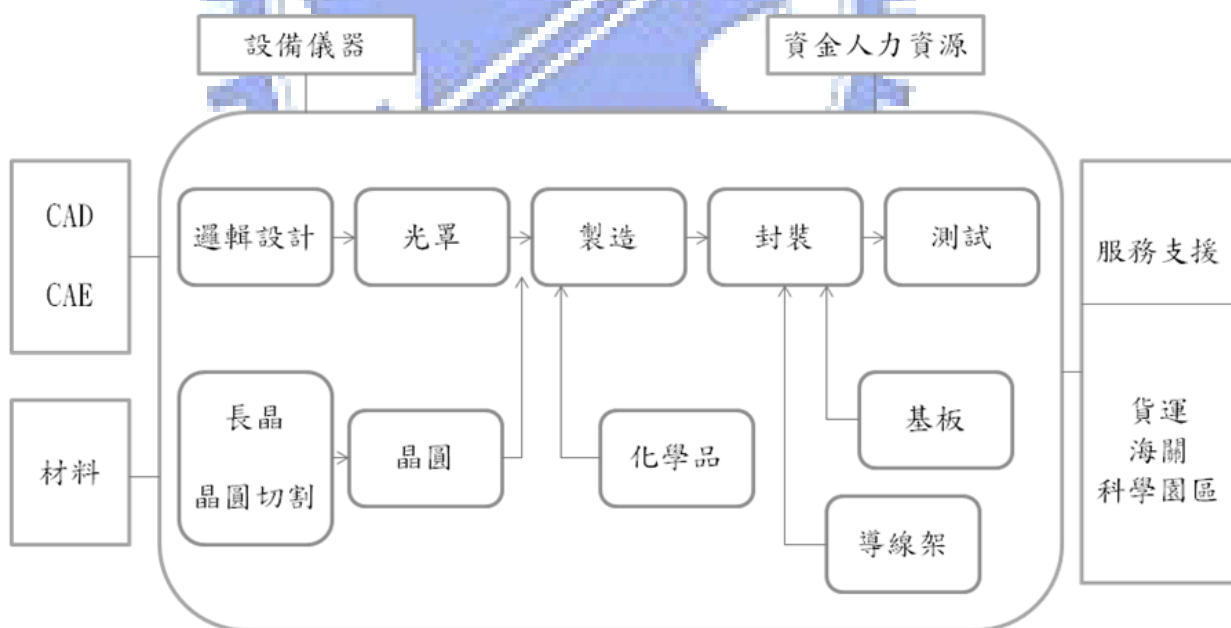 設備儀器
資金人力資源
CAD
CAE
邏輯設計
光罩
製造
封裝
測試
服務支援
材料
長晶
晶圓切割
晶圓
化學品
基板
導線架
貨運
海關
科學園區